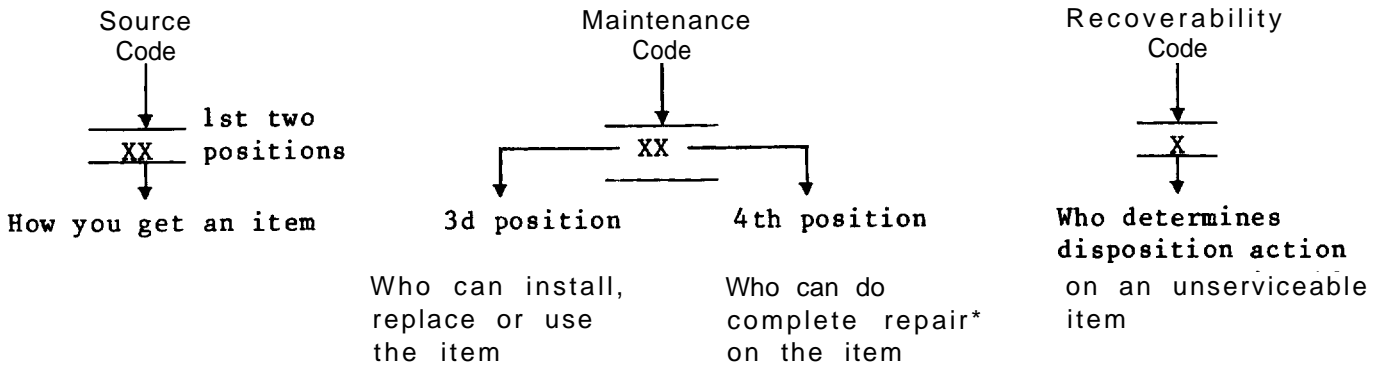 Source
Code
1st two
XX positions
How you get an item
Maintenance
Code
XX
3d position
4th position
Who can install,
replace or use
the item
Who can do
complete repair*
on the item
Recoverability
Code
X
Who determines
disposition action
on an unserviceable
item